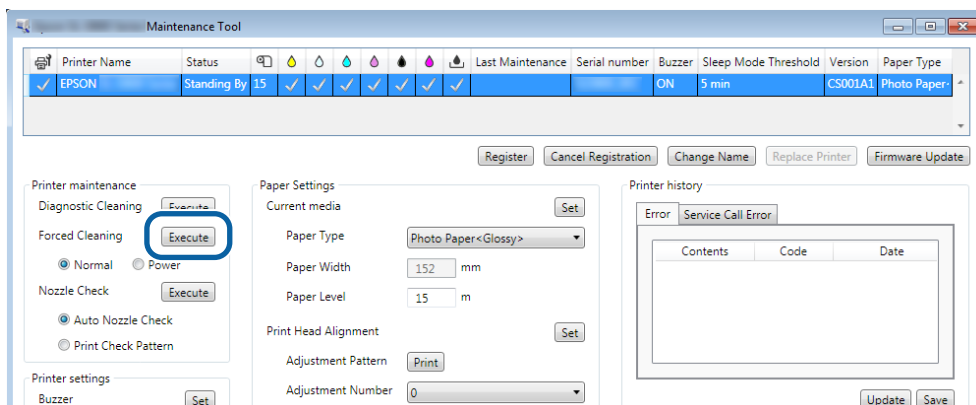 Maintenance Tool
Printer Name Status Last Maintenance Serial number Buzzer Sleep Mode Threshold Version Paper Type
EPSON Standing By 15 ON 5 min CS001A1 Photo Paper
Register Cancel Registration Change Name Replace Printer Firmware Update
Printer maintenance
Diagnostic Cleaning Execute
Forced Cleaning Execute
Normal Power
Nozzle Check Execute
Auto Nozzle Check
Print Check Pattern
Printer settings
Buzzer Set
Paper Settings
Current media Set
Paper Type Photo Paper<Glossy>
Paper Width 152 mm
Paper Level 15 m
Print Head Alignment Set
Adjustment Pattern Print
Adjustment Number 0
Printer history
Error Service Call Error
Contents Code Date
Update Save